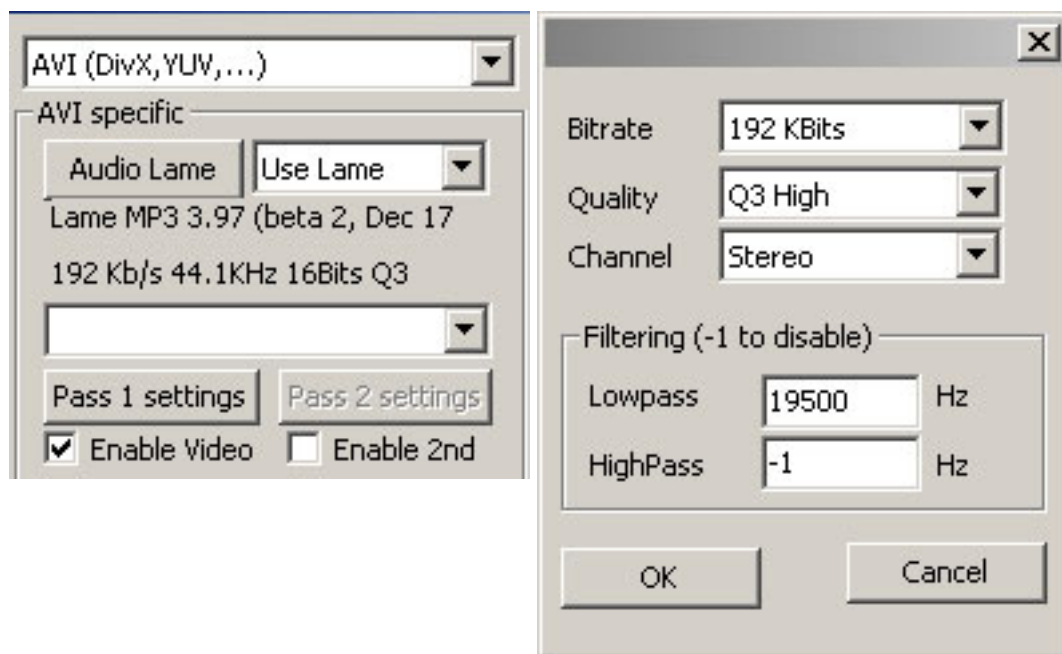 AVI (DivX,YUV,...)
AVI specific
Audio Lame Use Lame
Lame MP3 3.97 (beta 2, Dec 17
192 Kb/s 44.1KHz 16Bits Q3
Pass 1 settings Pass 2 settings
Enable Video Enable 2nd
Bitrate 192 KBits
Quality Q3 High
Channel Stereo
Filtering (-1 to disable)
Lowpass 19500 Hz
HighPass -1 Hz
OK Cancel